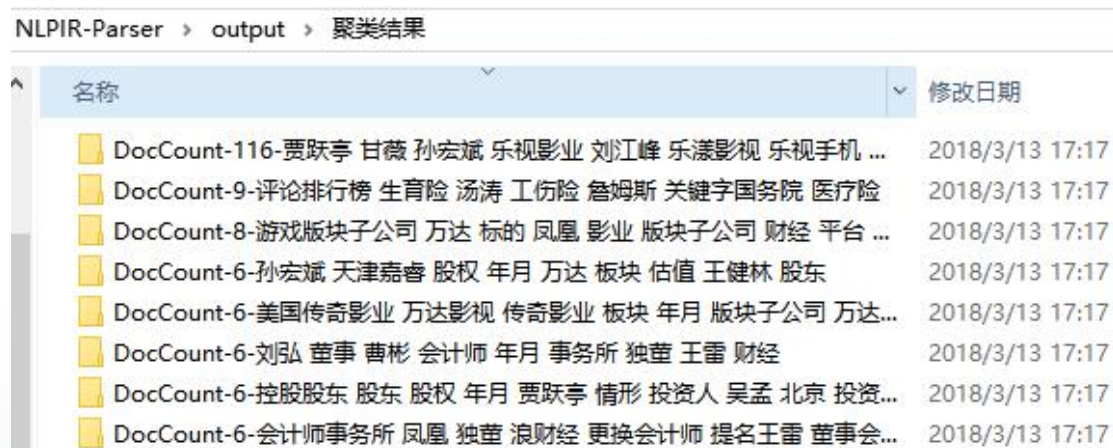 NLPIR-Parser › output › 聚类结果
名称 修改日期
DocCount-116-贾跃亭 甘薇 孙宏斌 乐视影业 刘江峰 乐漾影视 乐视手机 ... 2018/3/13 17:17
DocCount-9-评论排行榜 生育险 汤涛 工伤险 詹姆斯 关键字国务院 医疗险 2018/3/13 17:17
DocCount-8-游戏版块子公司 万达 标的 凤凰 影业 版块子公司 财经 平台 ... 2018/3/13 17:17
DocCount-6-孙宏斌 天津嘉睿 股权 年月 万达 板块 估值 王健林 股东 2018/3/13 17:17
DocCount-6-美国传奇影业 万达影视 传奇影业 板块 年月 版块子公司 万达... 2018/3/13 17:17
DocCount-6-刘弘 董事 曹彬 会计师 年月 事务所 独董 王雷 财经 2018/3/13 17:17
DocCount-6-控股股东 股东 股权 年月 贾跃亭 情形 投资人 吴孟 北京 投资... 2018/3/13 17:17
DocCount-6-会计师事务所 凤凰 独董 浪财经 更换会计师 提名王雷 董事会... 2018/3/13 17:17